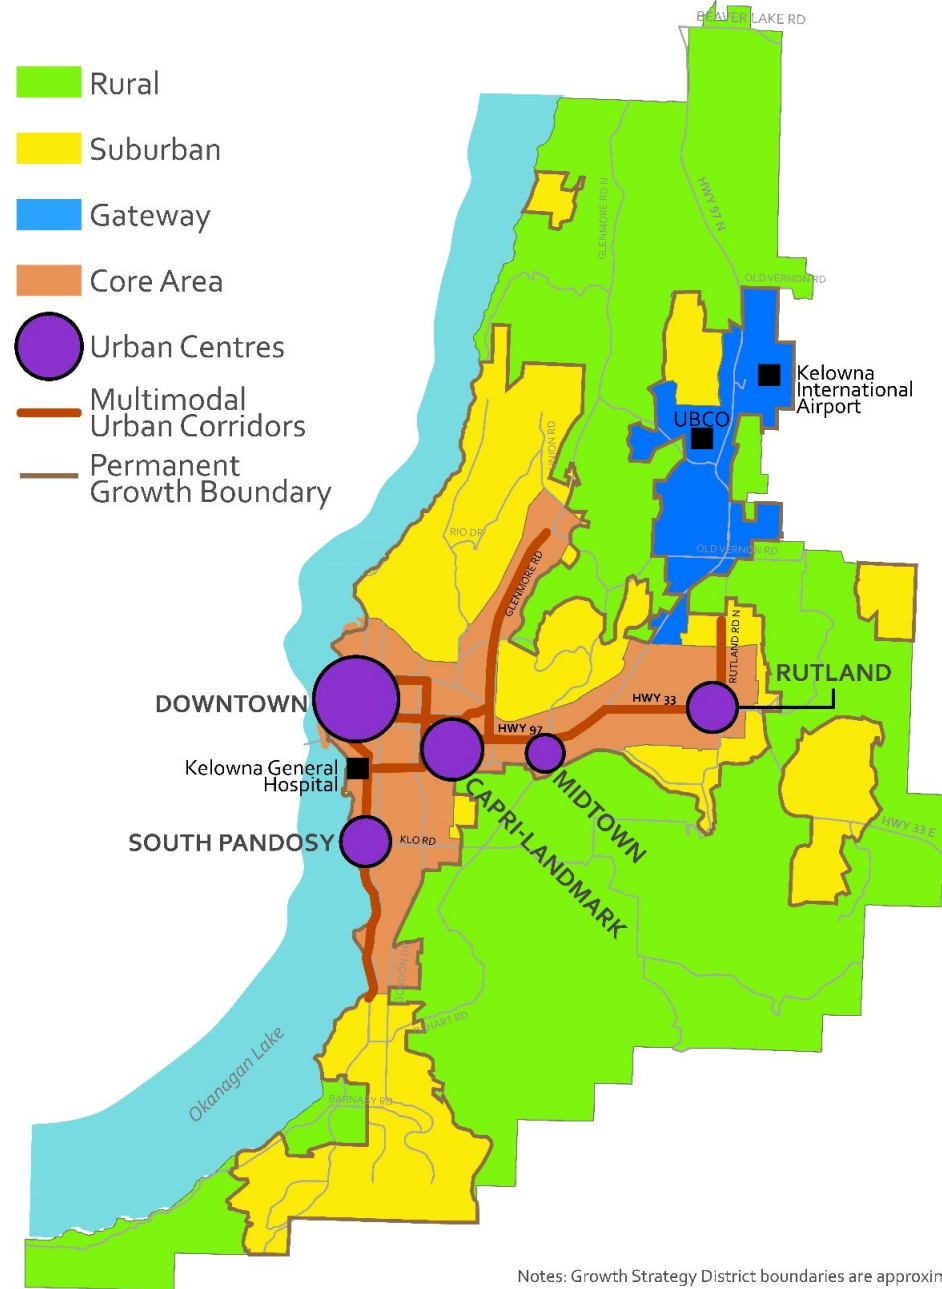 BEAVER LAKE RD
Rural
Suburban
Gateway
Core Area
Urban Centres
Multimodal
Urban Corridors
Permanent
Growth Boundary
GLENMORE RD N
HWY 97 N
OLD VERNON RD
Kelowna
International
Airport
UBCO
UNION RD
RIO DR
GLENMORE RD
OLD VERNON RD
RUTLAND RD N
RUTLAND
DOWNTOWN
HWY 33
HWY 97
Kelowna General
Hospital
MIDTOWN
CAPRI-LANDMARK
SOUTH PANDOSY
KLO RD
HWY 33 E
Okanagan Lake
BARNABY RD
Notes: Growth Strategy District boundaries are